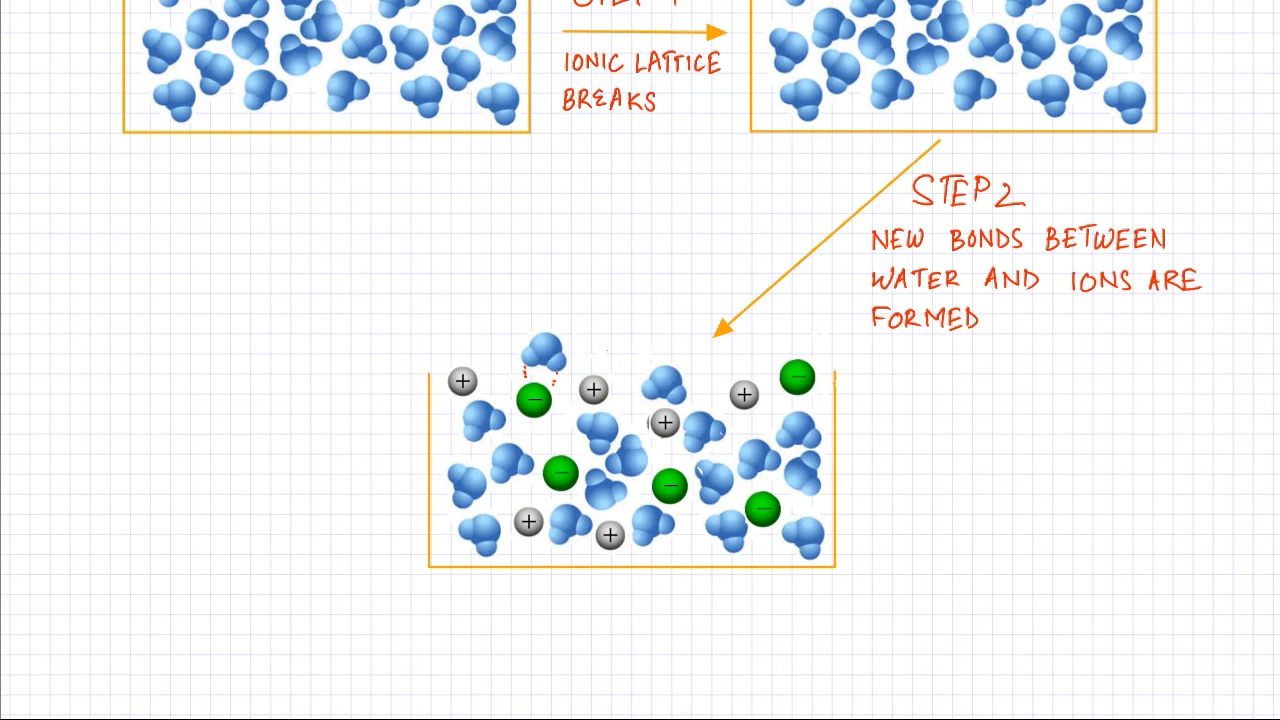 IONIC LATTICE
BREAKS
STEP 2
NEW BONDS BETWEEN
WATER AND IONS ARE
FORMED
+
−
+
+
−
+
−
−
−
+
+